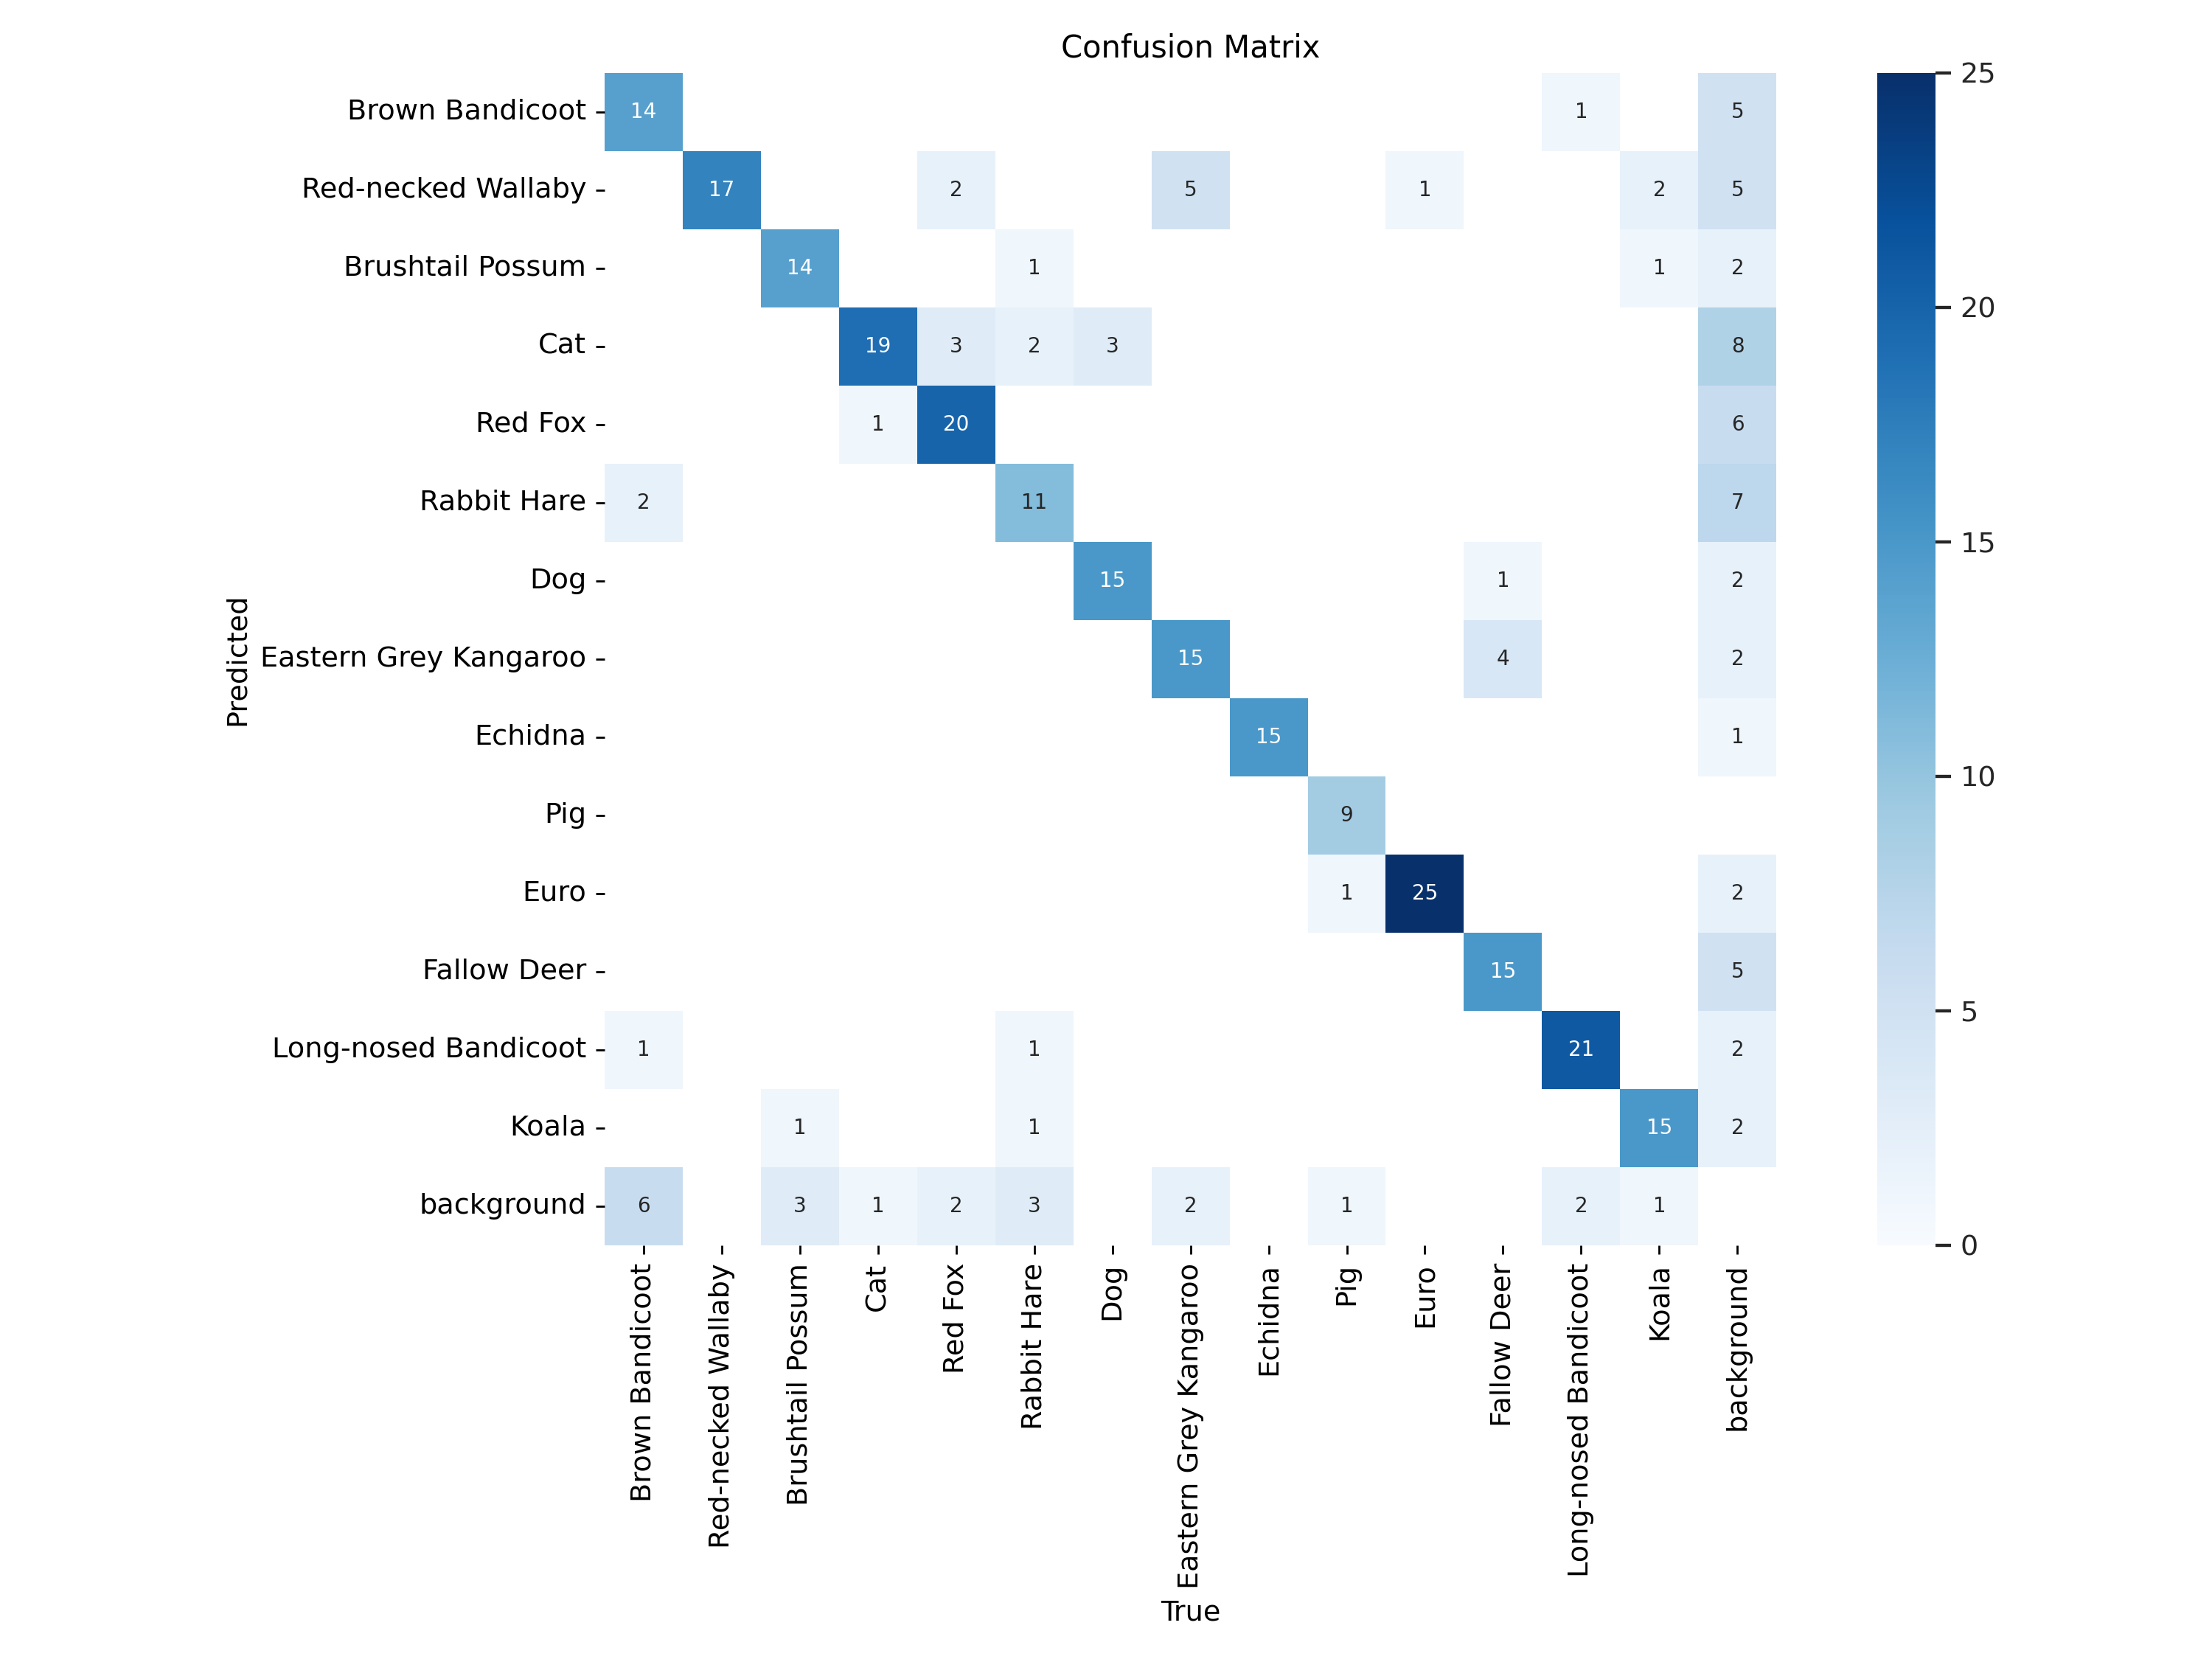 Confusion Matrix
Brown Bandicoot 14 1 5
Red-necked Wallaby 17 2 5 1 2 5
Brushtail Possum 14 1 1 2
Cat 19 3 2 3 8
Red Fox 1 20 6
Rabbit Hare 2 11 7
Dog 15 1 2
Eastern Grey Kangaroo 15 4 2
Echidna 15 1
Pig 9
Euro 1 25 2
Fallow Deer 15 5
Long-nosed Bandicoot 1 1 21 2
Koala 1 1 15 2
background 6 3 1 2 3 2 1 2 1
Predicted
Brown Bandicoot
Red-necked Wallaby
Brushtail Possum
Cat
Red Fox
Rabbit Hare
Dog
Eastern Grey Kangaroo
Echidna
Pig
Euro
Fallow Deer
Long-nosed Bandicoot
Koala
background
True
25
20
15
10
5
0